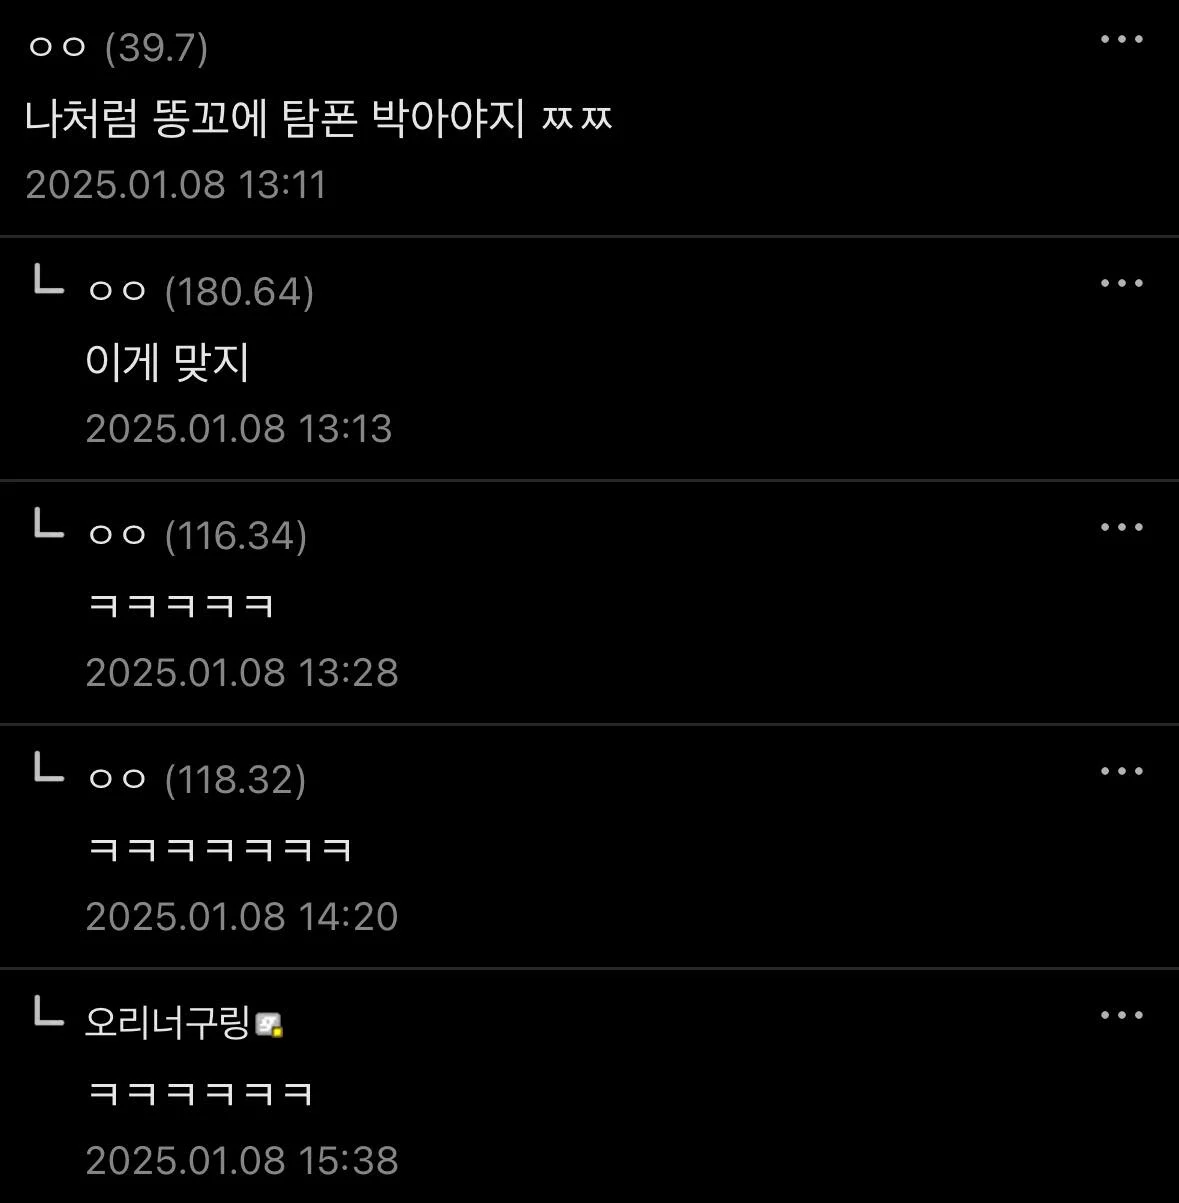 ㅇㅇ (39.7)
나처럼 똥꼬에 탐폰 박아야지 ㅉㅉ
2025.01.08 13:11
ㅇㅇ (180.64)
이게 맞지
2025.01.08 13:13
ㅇㅇ (116.34)
ㅋㅋㅋㅋㅋ
2025.01.08 13:28
ㅇㅇ (118.32)
ㅋㅋㅋㅋㅋㅋㅋ
2025.01.08 14:20
오리너구링
ㅋㅋㅋㅋㅋㅋ
2025.01.08 15:38